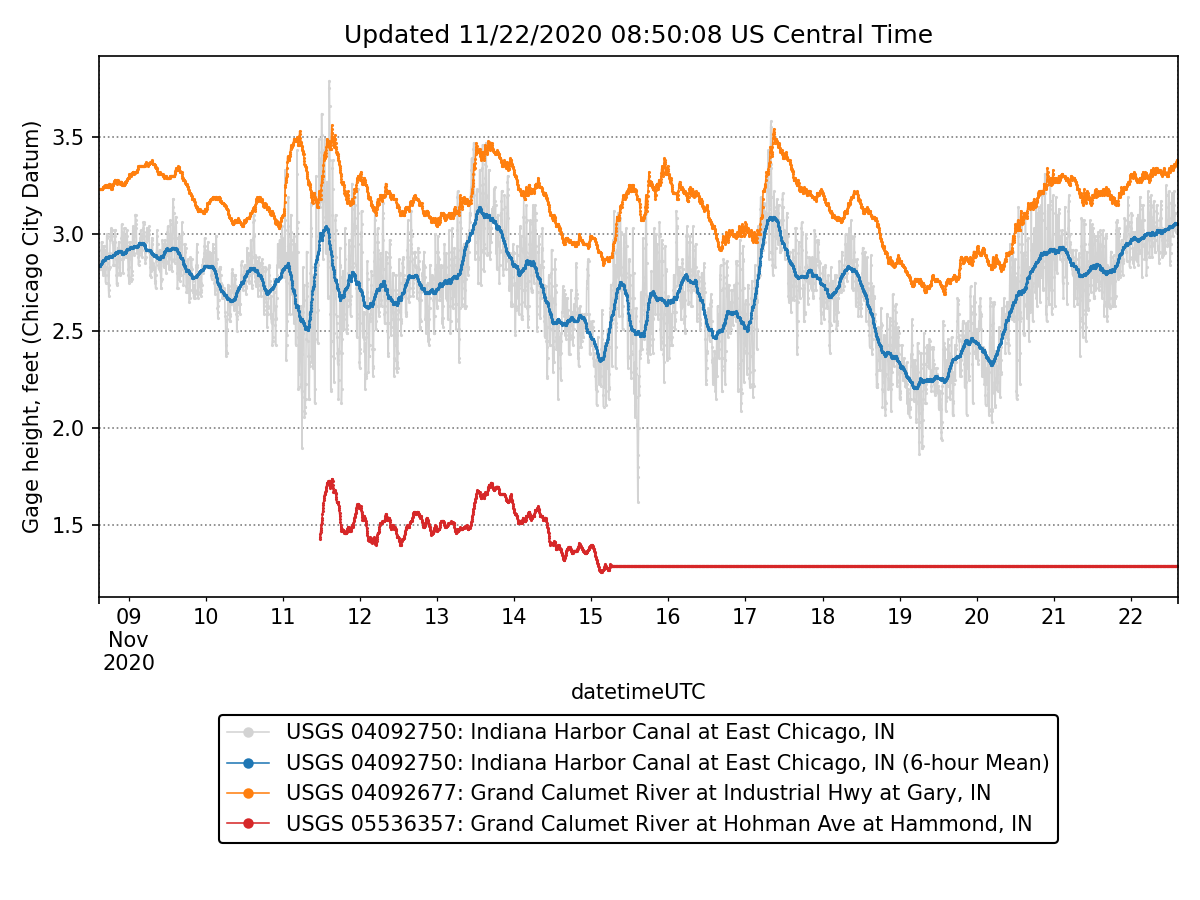 Updated 11/22/2020 08:50:08 US Central Time
Gage height, feet (Chicago City Datum)
3.5
3.0
2.5
2.0
1.5
09 10 11 12 13 14 15 16 17 18 19 20 21 22
Nov
2020
datetimeUTC
USGS 04092750: Indiana Harbor Canal at East Chicago, IN
USGS 04092750: Indiana Harbor Canal at East Chicago, IN (6-hour Mean)
USGS 04092677: Grand Calumet River at Industrial Hwy at Gary, IN
USGS 05536357: Grand Calumet River at Hohman Ave at Hammond, IN